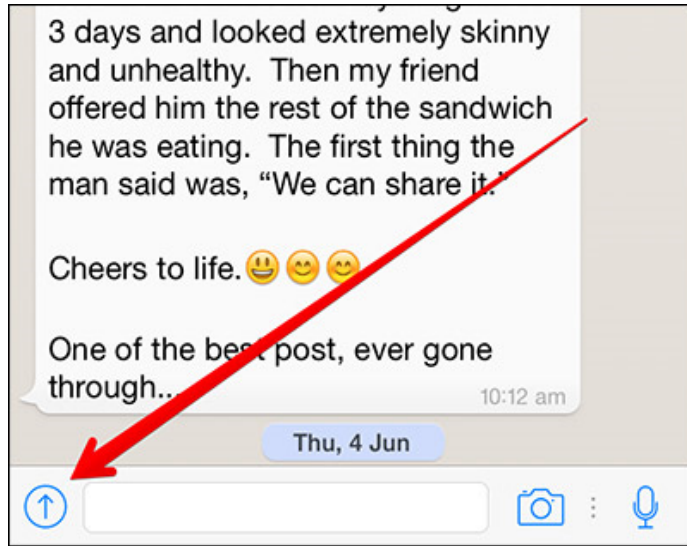 3 days and looked extremely skinny
and unhealthy.  Then my friend
offered him the rest of the sandwich
he was eating.  The first thing the
man said was, “We can share it.”
Cheers to life.😃😊😊
One of the best post, ever gone
through...
10:12 am
Thu, 4 Jun